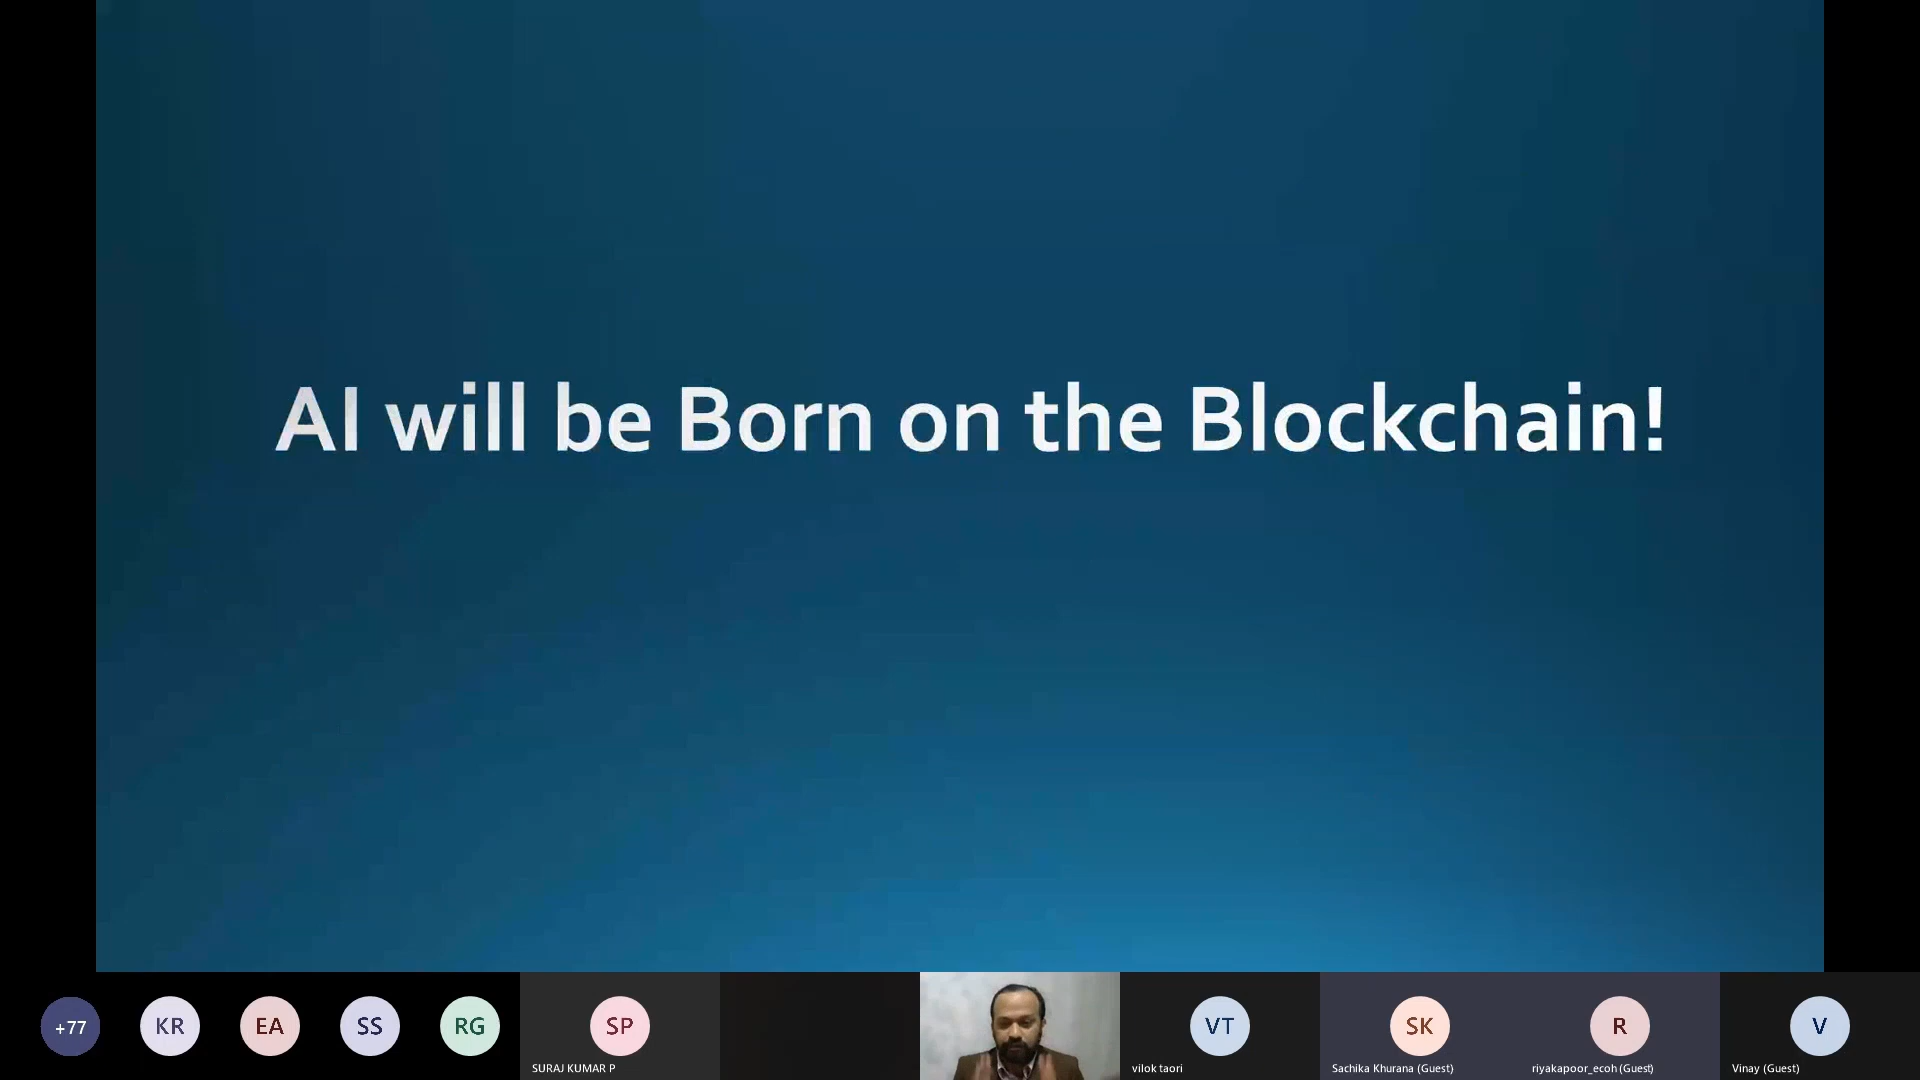 AI will be Born on the Blockchain!
+77
KR
EA
SS
RG
SP
SURAJ KUMAR P
VT
vilok taori
SK
Sachika Khurana (Guest)
R
riyakapoor_ecoh (Guest)
V
Vinay (Guest)